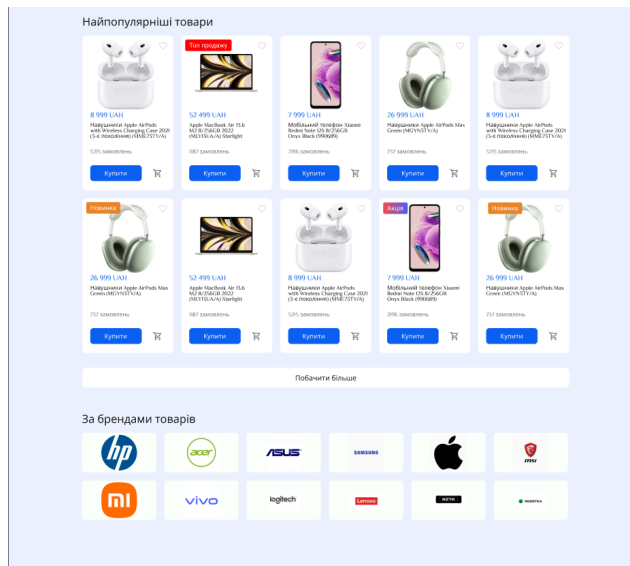 Найпопулярніші товари
Топ продажу
8 999 UAH
Навушники Apple AirPods
with Wireless Charging Case 2021
(3-є покоління) (MME73TY/A)
5215 замовлень
Купити
52 499 UAH
Apple MacBook Air 15.6
M2 8/256GB 2022
(MLY13UA/A) Starlight
1187 замовлень
Купити
7 999 UAH
Мобільний телефон Xiaomi
Redmi Note 12S 8/256GB
Onyx Black (990689)
2196 замовлень
Купити
26 999 UAH
Навушники Apple AirPods Max
Green (MGYN3TY/A)
757 замовлень
Купити
8 999 UAH
Навушники Apple AirPods
with Wireless Charging Case 2021
(3-є покоління) (MME73TY/A)
5215 замовлень
Купити
Новинка
26 999 UAH
Навушники Apple AirPods Max
Green (MGYN3TY/A)
757 замовлень
Купити
52 499 UAH
Apple MacBook Air 15.6
M2 8/256GB 2022
(MLY13UA/A) Starlight
1187 замовлень
Купити
8 999 UAH
Навушники Apple AirPods
with Wireless Charging Case 2021
(3-є покоління) (MME73TY/A)
5215 замовлень
Купити
Акція
7 999 UAH
Мобільний телефон Xiaomi
Redmi Note 12S 8/256GB
Onyx Black (990689)
2196 замовлень
Купити
Новинка
26 999 UAH
Навушники Apple AirPods Max
Green (MGYN3TY/A)
757 замовлень
Купити
Побачити більше
За брендами товарів
hp
acer
ASUS
SAMSUNG
msi
mi
vivo
logitech
Lenovo
RZTK